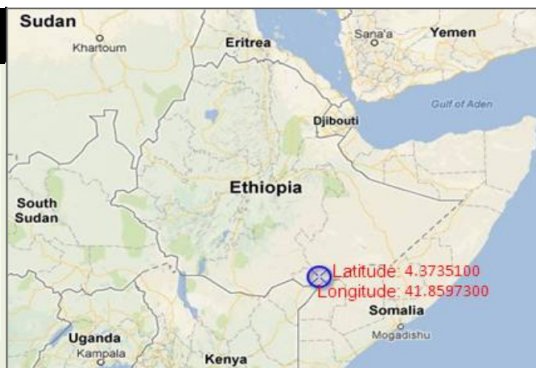 Sudan
Khartoum
Eritrea
Sana'a
Yemen
Gulf of Aden
Djibouti
Ethiopia
South
Sudan
Latitude: 4.3735100
Longitude: 41.8597300
Somalia
Mogadishu
Uganda
Kampala
Kenya